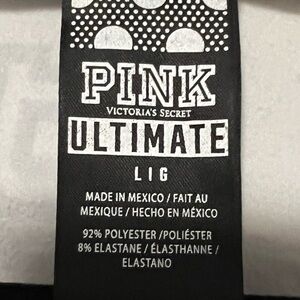 PINK
VICTORIA'S SECRET
ULTIMATE
L I G
MADE IN MEXICO / FAIT AU
MEXIQUE / HECHO EN MÉXICO
92% POLYESTER /POLIÉSTER
8% ELASTANE / ÉLASTHANNE /
ELASTANO